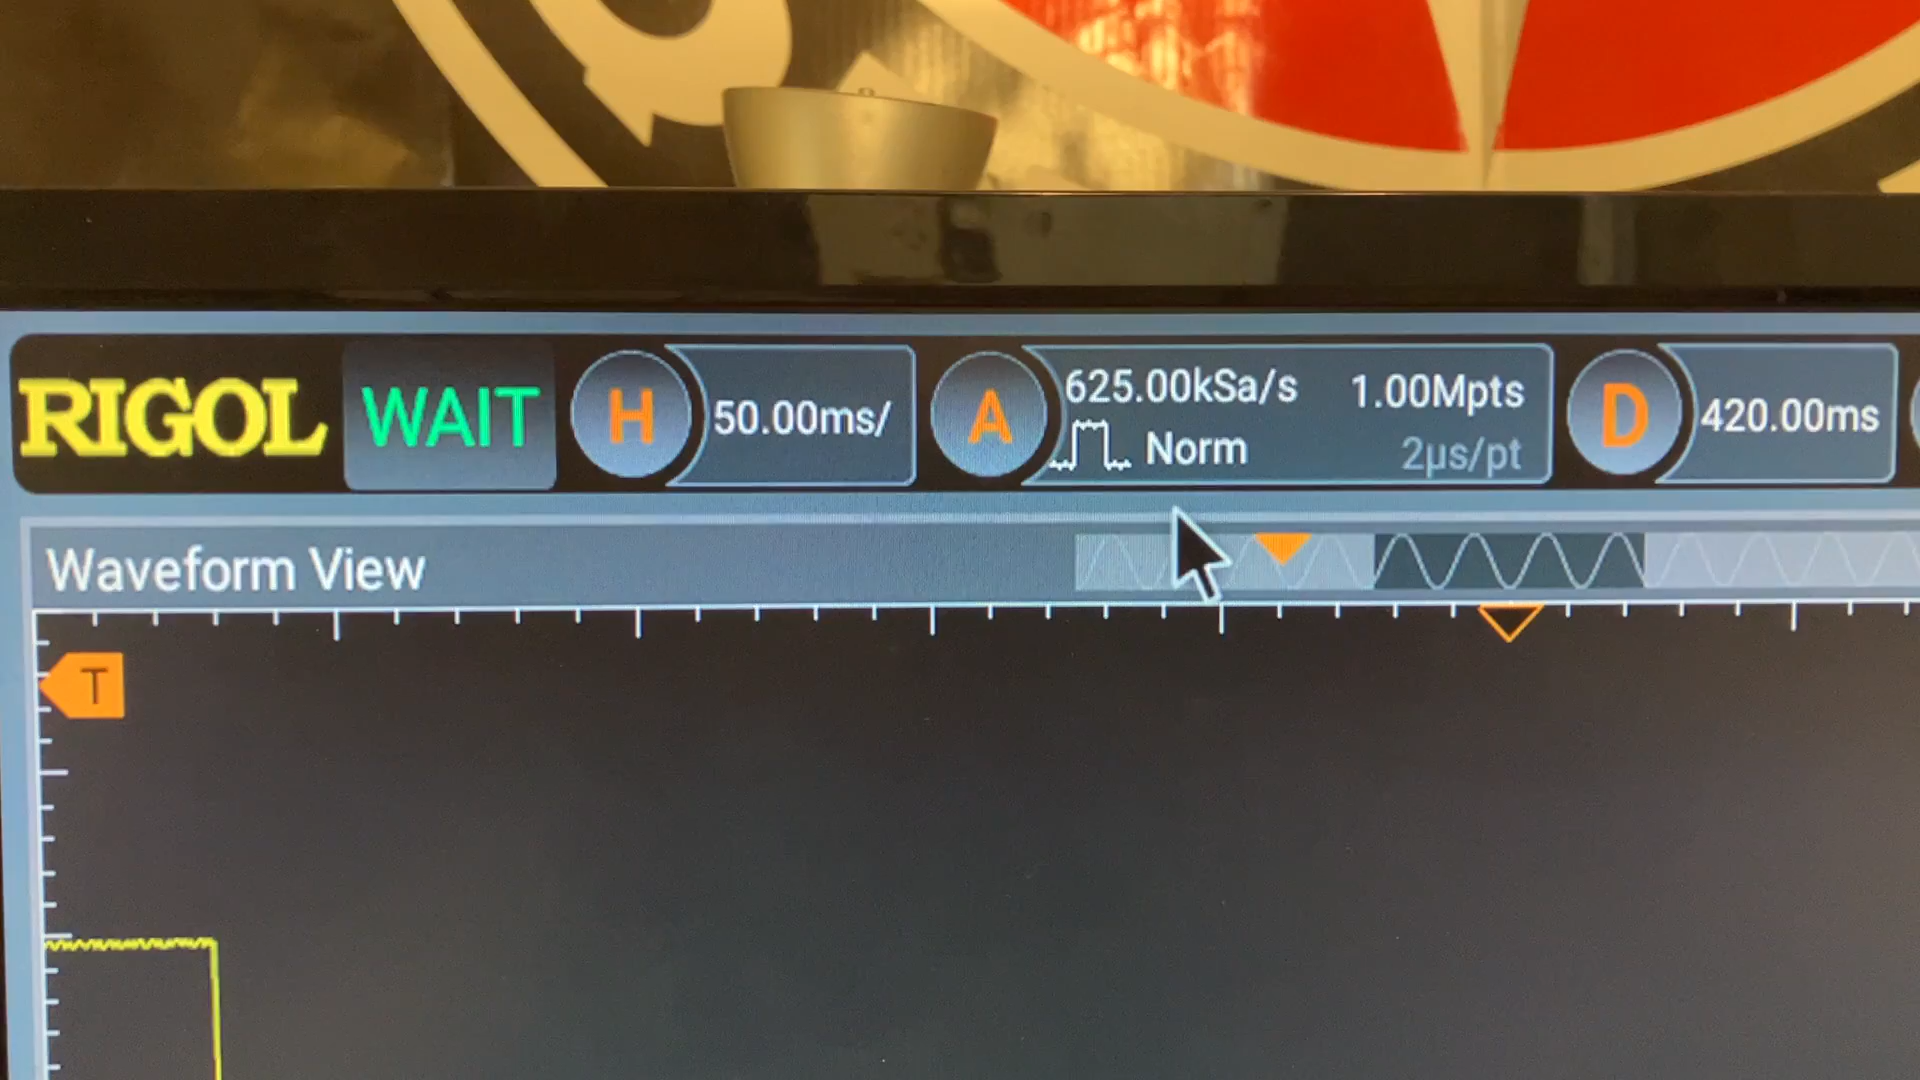 RIGOL WAIT H 50.00ms/ A 625.00kSa/s 1.00Mpts D 420.00ms
Norm 2µs/pt
Waveform View
T